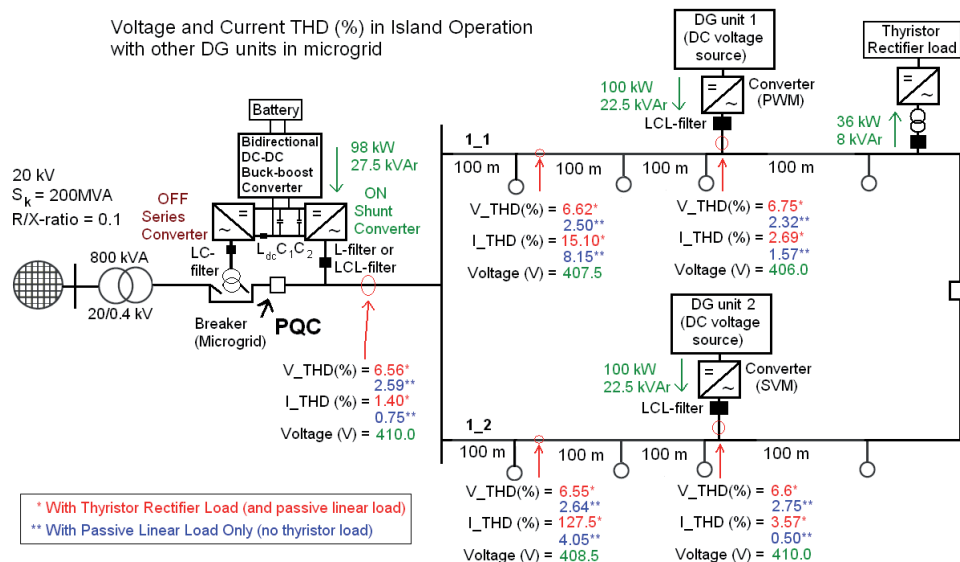 Voltage and Current THD (%) in Island Operation
with other DG units in microgrid
DG unit 1
(DC voltage
source)
Thyristor
Rectifier load
100 kW
22.5 kVAr
Converter
(PWM)
LCL-filter
36 kW
8 kVAr
Battery
Bidirectional
DC-DC
Buck-boost
Converter
98 kW
27.5 kVAr
20 kV
Sk = 200MVA
R/X-ratio = 0.1
OFF
Series
Converter
ON
Shunt
Converter
LC-
filter
LdcC1C2
L-filter or
LCL-filter
800 kVA
20/0.4 kV
Breaker
(Microgrid)
PQC
1_1
100 m
100 m
100 m
100 m
100 m
V_THD(%) = 6.62*
2.50**
I_THD (%) = 15.10*
8.15**
Voltage (V) = 407.5
V_THD(%) = 6.75*
2.32**
I_THD (%) = 2.69*
1.57**
Voltage (V) = 406.0
V_THD(%) = 6.56*
2.59**
I_THD (%) = 1.40*
0.75**
Voltage (V) = 410.0
DG unit 2
(DC voltage
source)
100 kW
22.5 kVAr
Converter
(SVM)
LCL-filter
1_2
100 m
100 m
100 m
100 m
100 m
V_THD(%) = 6.55*
2.64**
I_THD (%) = 127.5*
4.05**
Voltage (V) = 408.5
V_THD(%) = 6.6*
2.75**
I_THD (%) = 3.57*
0.50**
Voltage (V) = 410.0
* With Thyristor Rectifier Load (and passive linear load)
** With Passive Linear Load Only (no thyristor load)